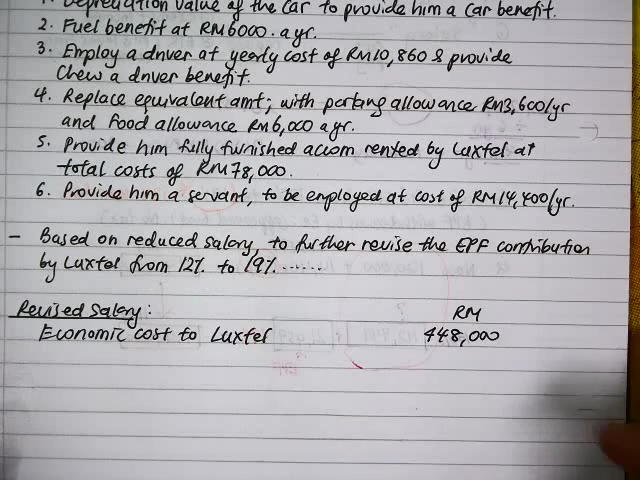 1. Depreciation value of the car to provide him a car benefit.
2. Fuel benefit at RM6000. a yr.
3. Employ a driver at yearly cost of RM10,860 & provide
Chew a driver benefit.
4. Replace equivalent amt; with parking allowance RM3,600/yr
and food allowance RM6,000 a yr.
5. Provide him fully furnished accom rented by Luxtel at
total costs of RM78,000.
6. Provide him a servant, to be employed at cost of RM14,400/yr.
- Based on reduced salary, to further revise the EPF contribution
by Luxtel from 12% to 19%......
Revised Salary:
RM
Economic cost to Luxtel 448,000